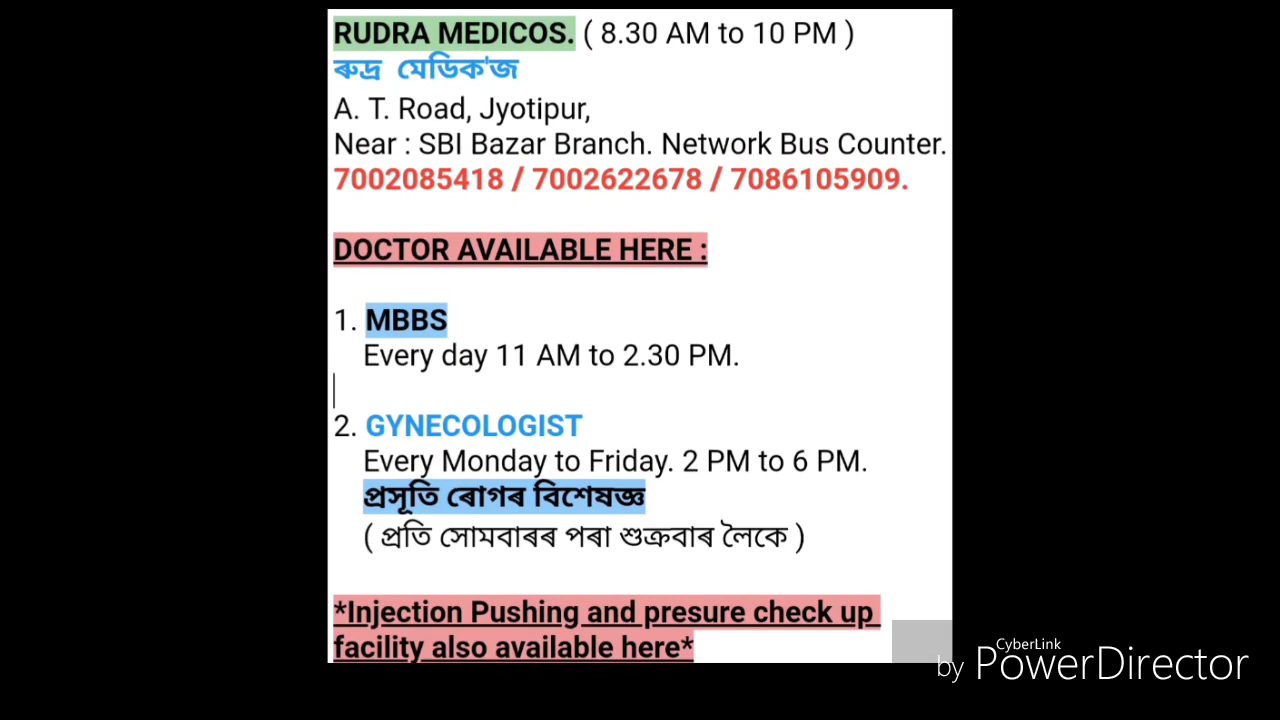 RUDRA MEDICOS. ( 8.30 AM to 10 PM )
ৰুদ্ৰ মেডিক'জ
A. T. Road, Jyotipur,
Near : SBI Bazar Branch. Network Bus Counter.
7002085418 / 7002622678 / 7086105909.
DOCTOR AVAILABLE HERE :
1. MBBS
Every day 11 AM to 2.30 PM.
2. GYNECOLOGIST
Every Monday to Friday. 2 PM to 6 PM.
প্ৰসূতি ৰোগৰ বিশেষজ্ঞ
( প্ৰতি সোমবাৰৰ পৰা শুক্ৰবাৰ লৈকে )
*Injection Pushing and presure check up
facility also available here*
CyberLink
by PowerDirector